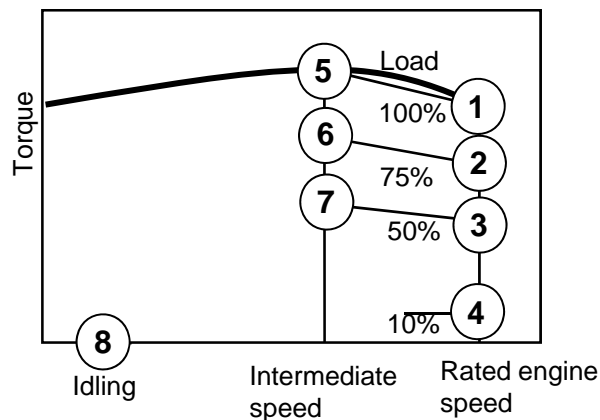 5
Load
1
100%
Torque
6
2
75%
7
3
50%
4
10%
8
Idling
Intermediate
speed
Rated engine
speed